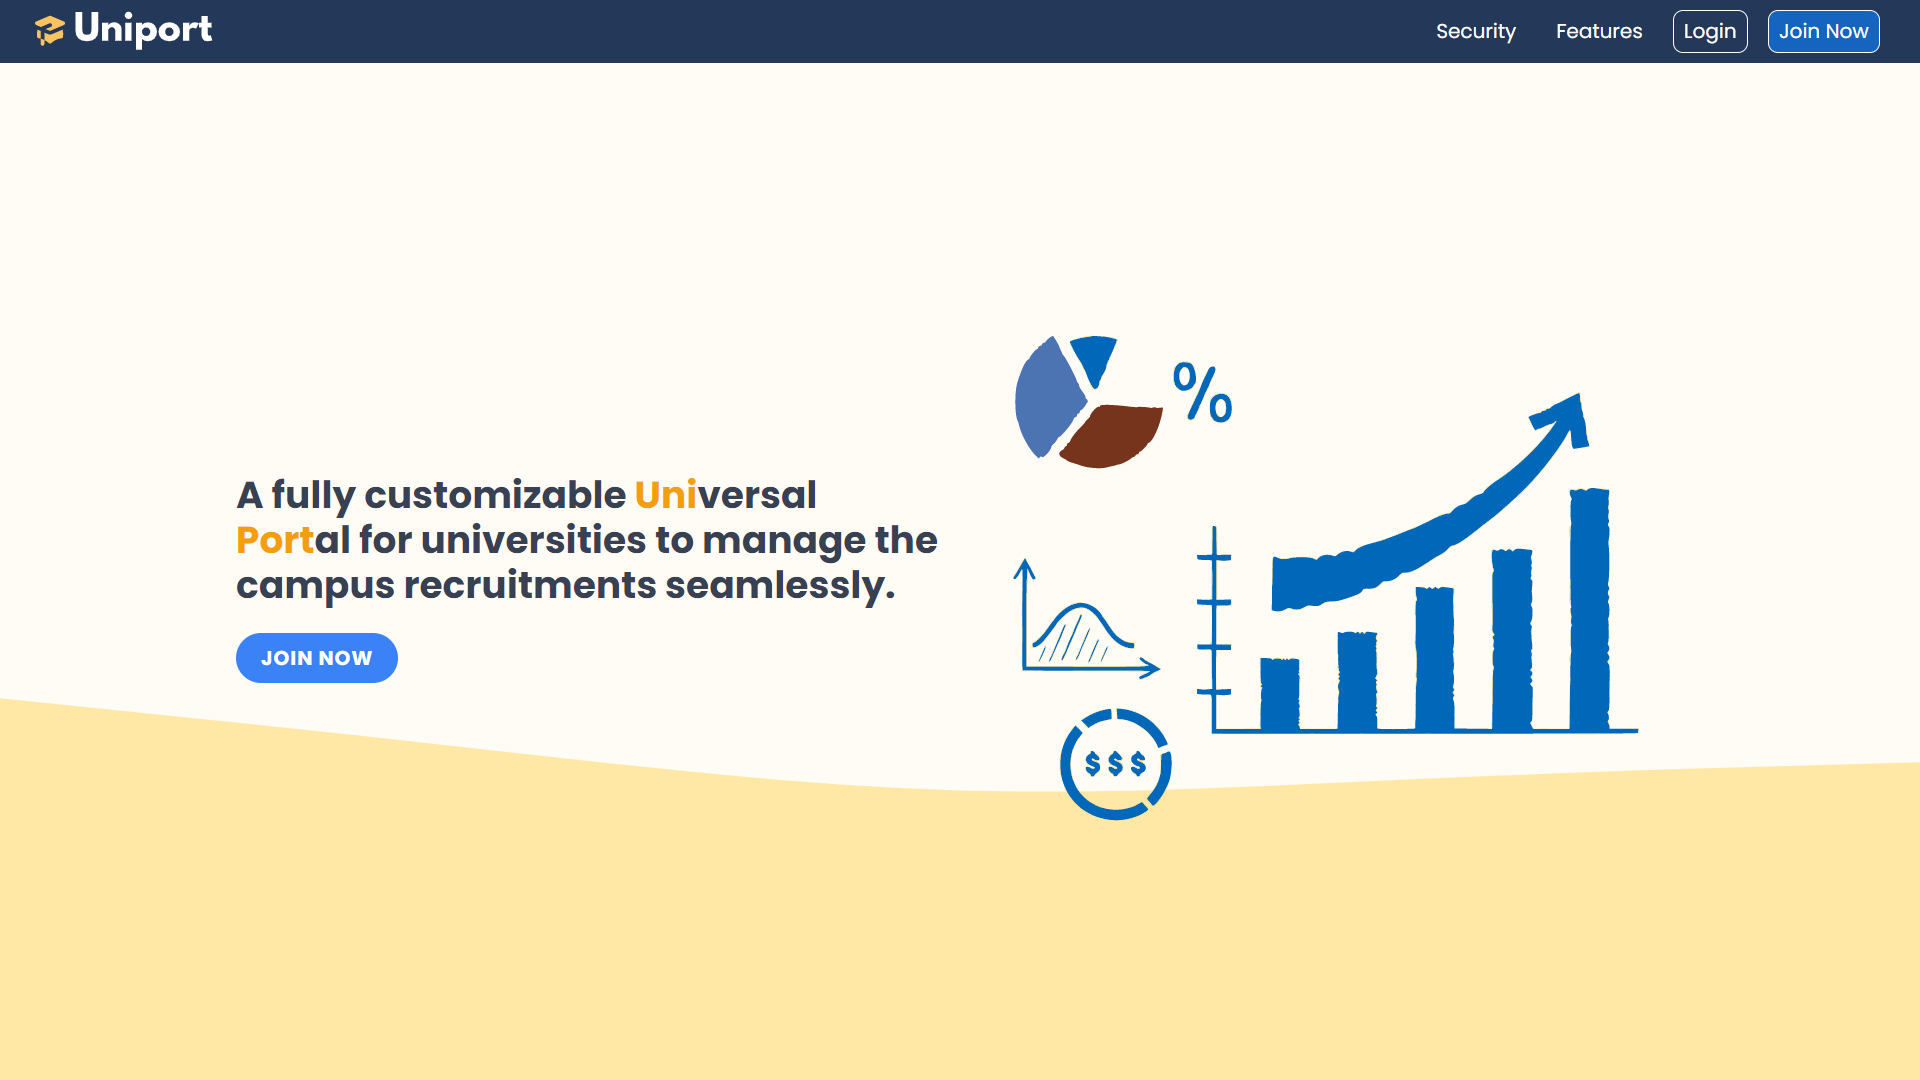 Uniport
Security
Features
Login
Join Now
A fully customizable Universal
Portal for universities to manage the
campus recruitments seamlessly.
JOIN NOW
%
$ $ $